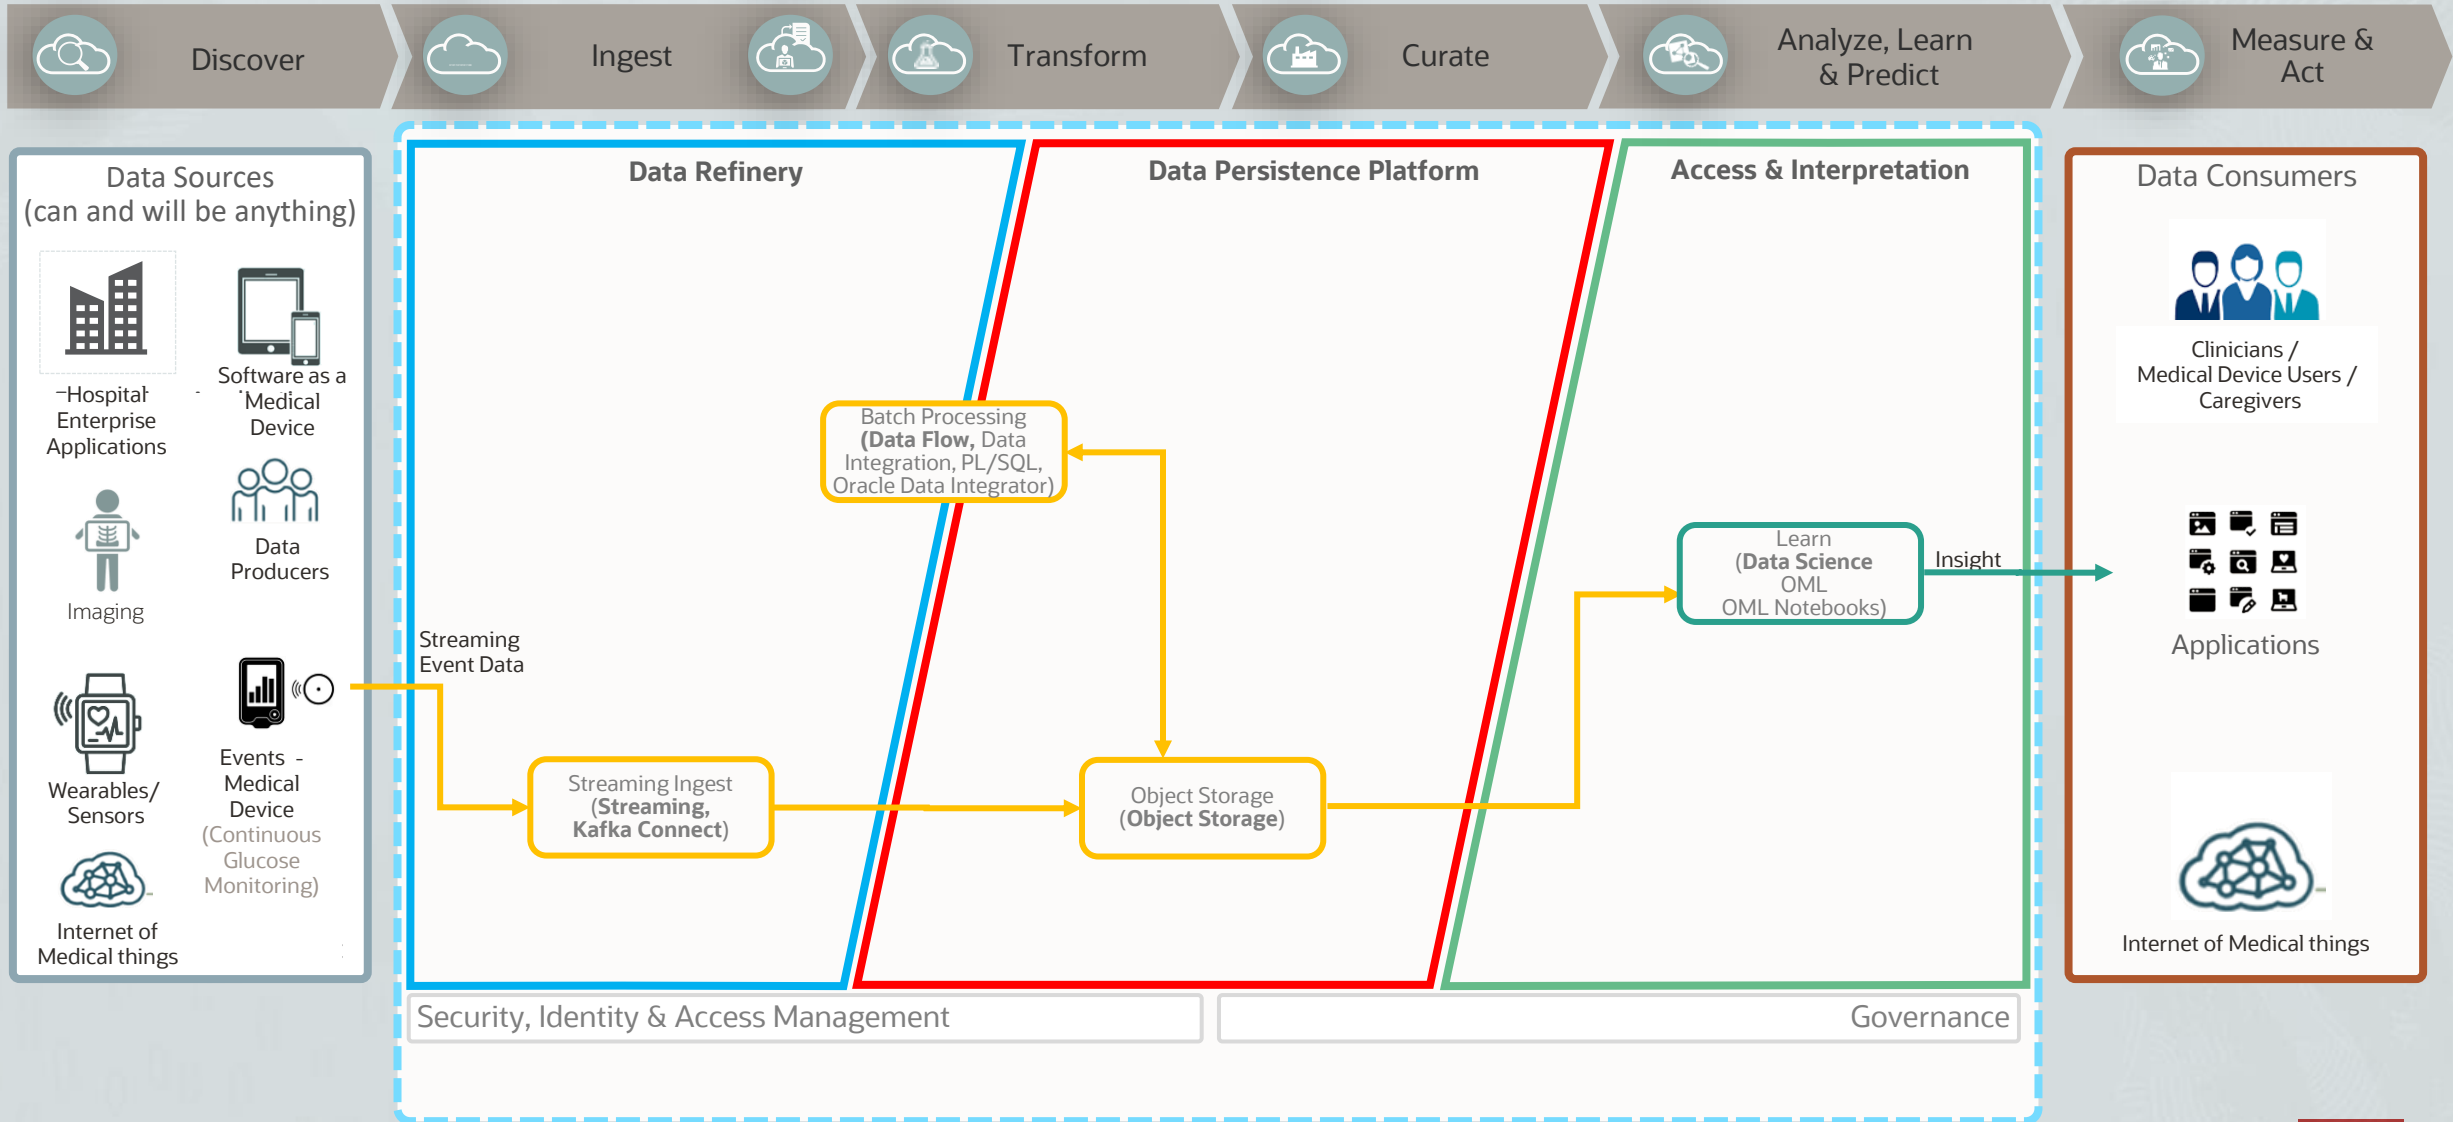 Discover
Ingest
Transform
Curate
Analyze, Learn
& Predict
Measure &
Act
Data Sources
(can and will be anything)
Hospital
Enterprise
Applications
Software as a
Medical
Device
Imaging
Data
Producers
Wearables/
Sensors
Events -
Medical
Device
(Continuous
Glucose
Monitoring)
Internet of
Medical things
Data Refinery
Streaming
Event Data
Streaming Ingest
(Streaming,
Kafka Connect)
Batch Processing
(Data Flow, Data
Integration, PL/SQL,
Oracle Data Integrator)
Data Persistence Platform
Object Storage
(Object Storage)
Access & Interpretation
Learn
(Data Science
OML
OML Notebooks)
Insight
Data Consumers
Clinicians /
Medical Device Users /
Caregivers
Applications
Internet of Medical things
Security, Identity & Access Management
Governance